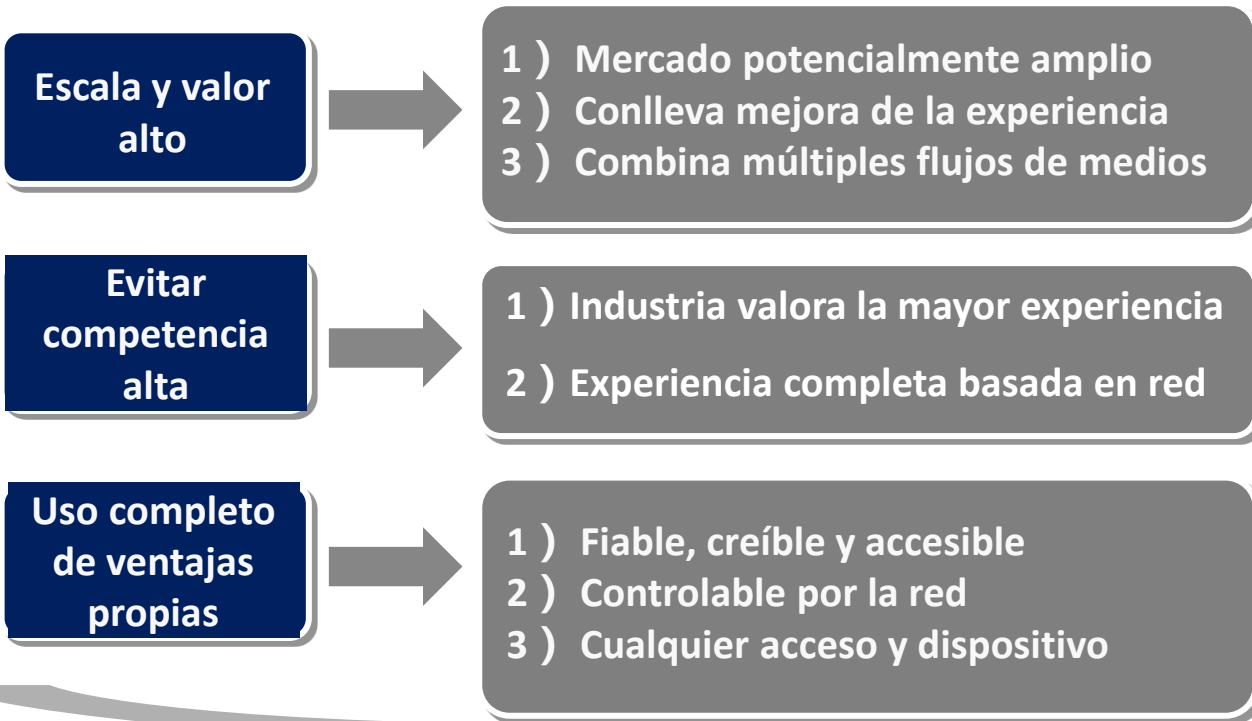 Escala y valor
alto
1) Mercado potencialmente amplio
2) Conlleva mejora de la experiencia
3) Combina múltiples flujos de medios
Evitar
competencia
alta
1) Industria valora la mayor experiencia
2) Experiencia completa basada en red
Uso completo
de ventajas
propias
1) Fiable, creíble y accesible
2) Controlable por la red
3) Cualquier acceso y dispositivo